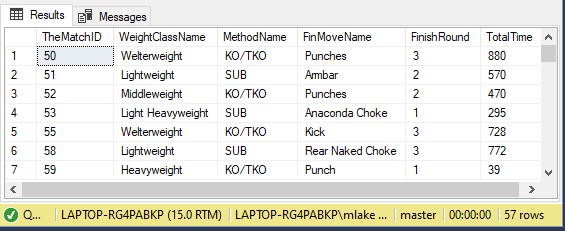 Results Messages
TheMatchID WeightClassName MethodName FinMoveName FinishRound TotalTime
1 50 Welterweight KO/TKO Punches 3 880
2 51 Lightweight SUB Ambar 2 570
3 52 Middleweight KO/TKO Punches 2 470
4 53 Light Heavyweight SUB Anaconda Choke 1 295
5 55 Welterweight KO/TKO Kick 3 728
6 58 Lightweight SUB Rear Naked Choke 3 772
7 59 Heavyweight KO/TKO Punch 1 39
Q... LAPTOP-RG4PABKP (15.0 RTM) LAPTOP-RG4PABKP\mlake ... master 00:00:00 57 rows